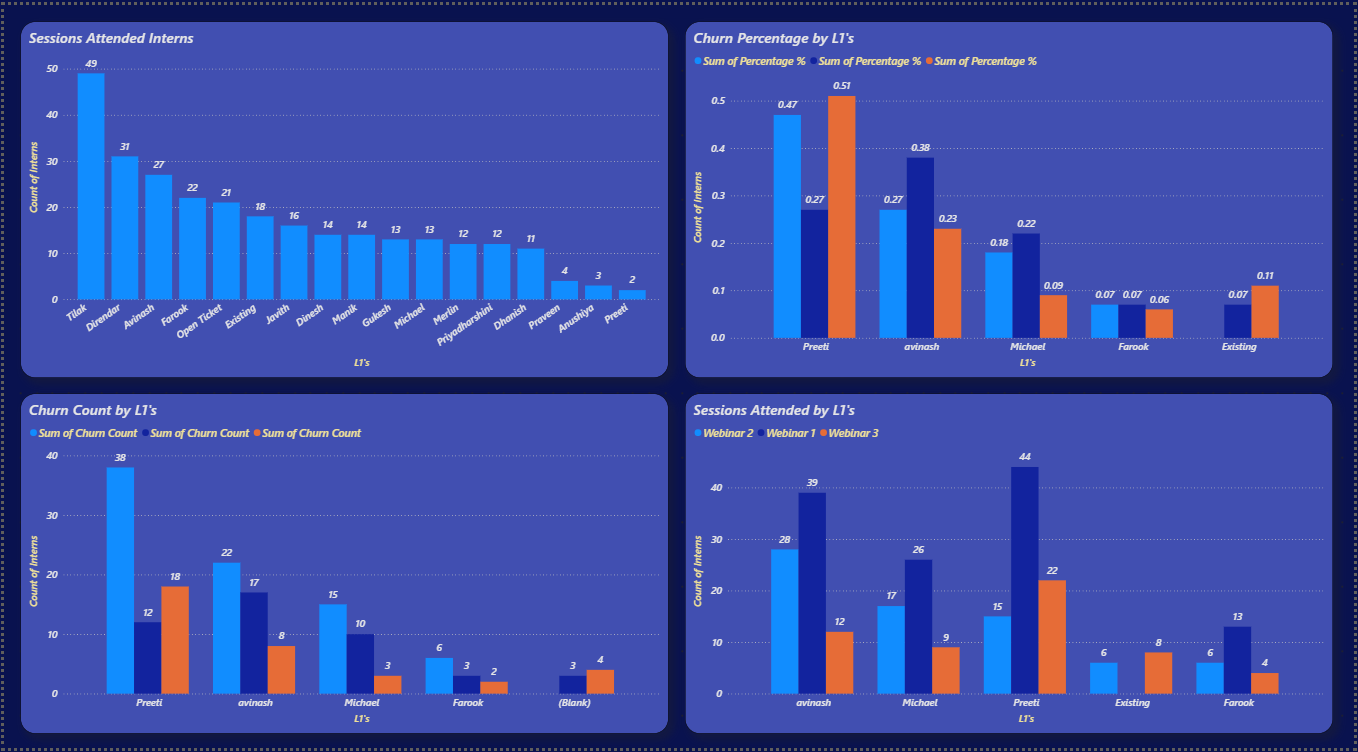 Sessions Attended Interns
Count of Interns
50
40
30
20
10
0
49
31
27
22
21
18
16
14
14
13
13
12
12
11
4
3
2
Tilak
Direndar
Avinash
Farook
Open Ticket
Existing
Javith
Dinesh
Manik
Gukesh
Michael
Merlin
Priyadharshini
Dhanish
Praveen
Anushiya
Preeti
L1's
Churn Percentage by L1's
Sum of Percentage % Sum of Percentage % Sum of Percentage %
Count of Interns
0.5
0.4
0.3
0.2
0.1
0.0
0.47
0.27
0.51
0.27
0.38
0.23
0.18
0.22
0.09
0.07
0.07
0.06
0.07
0.11
Preeti
avinash
Michael
Farook
Existing
L1's
Churn Count by L1's
Sum of Churn Count Sum of Churn Count Sum of Churn Count
Count of Interns
40
30
20
10
0
38
12
18
22
17
8
15
10
3
6
3
2
3
4
Preeti
avinash
Michael
Farook
(Blank)
L1's
Sessions Attended by L1's
Webinar 2 Webinar 1 Webinar 3
Count of Interns
40
30
20
10
0
28
39
12
17
26
9
15
44
22
6
8
6
13
4
avinash
Michael
Preeti
Existing
Farook
L1's